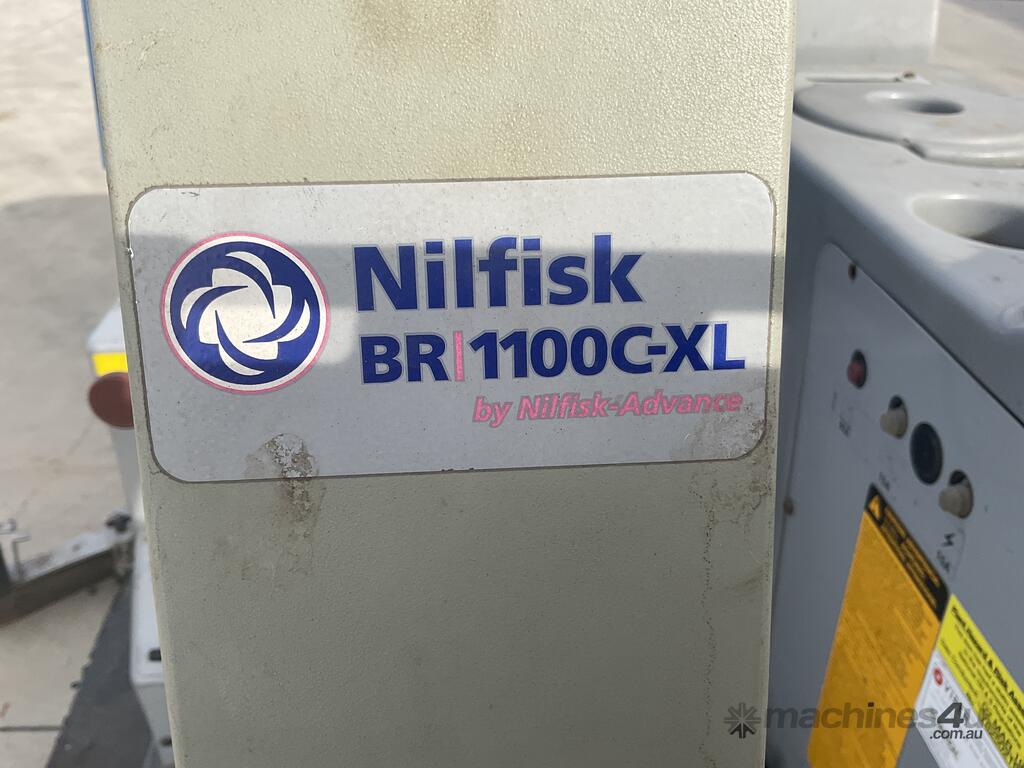 Nilfisk
BR|1100C-XL
by Nilfisk-Advance
machines4u
.com.au